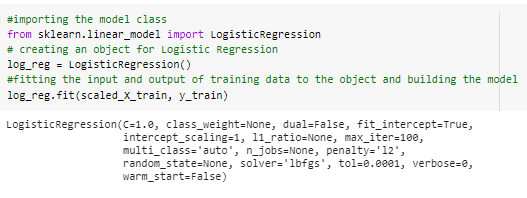 #importing the model class
from sklearn.linear_model import LogisticRegression
# creating an object for Logistic Regression
log_reg = LogisticRegression()
#fitting the input and output of training data to the object and building the model
log_reg.fit(scaled_X_train, y_train)
LogisticRegression(C=1.0, class_weight=None, dual=False, fit_intercept=True,
intercept_scaling=1, l1_ratio=None, max_iter=100,
multi_class='auto', n_jobs=None, penalty='l2',
random_state=None, solver='lbfgs', tol=0.0001, verbose=0,
warm_start=False)